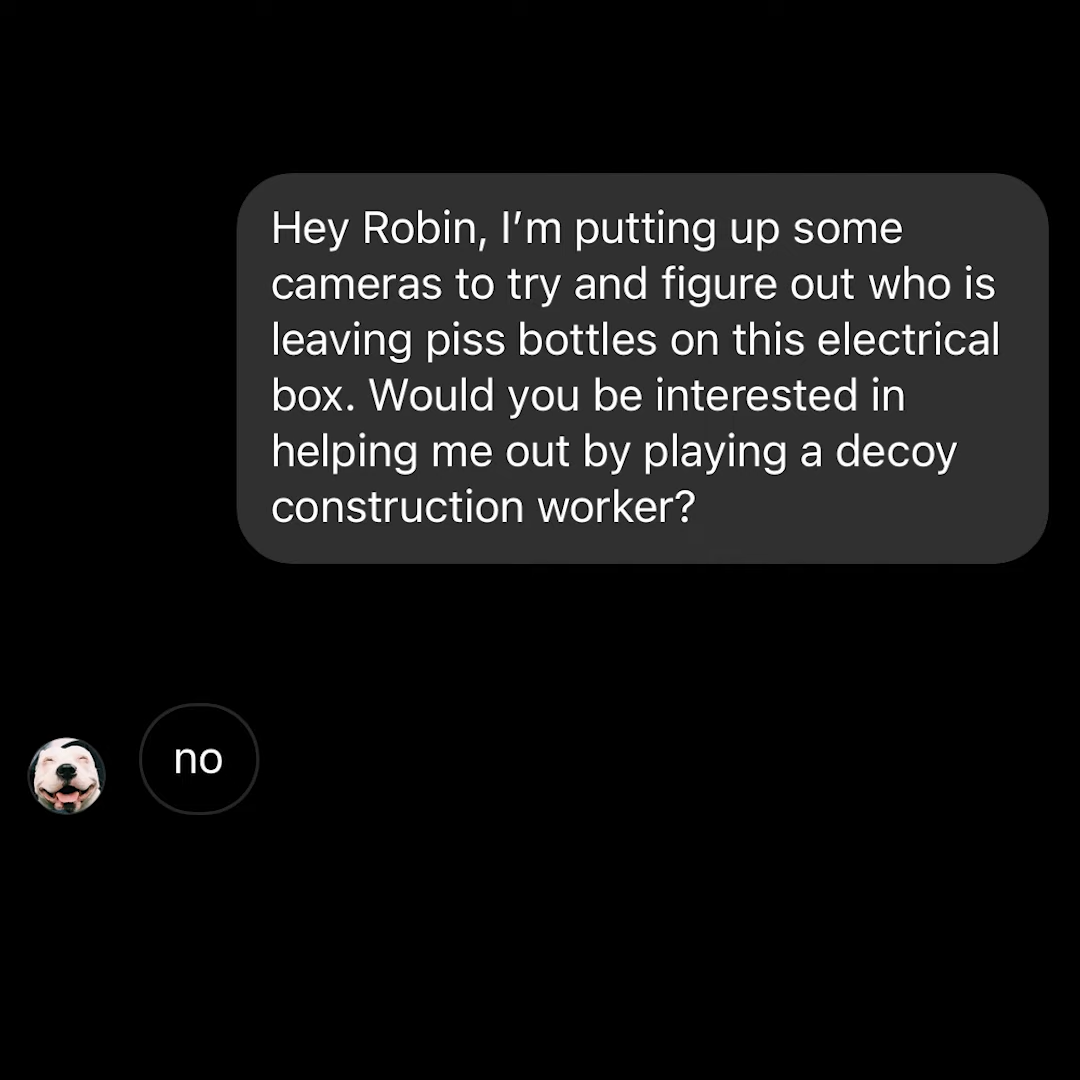 Hey Robin, I’m putting up some
cameras to try and figure out who is
leaving piss bottles on this electrical
box. Would you be interested in
helping me out by playing a decoy
construction worker?
no